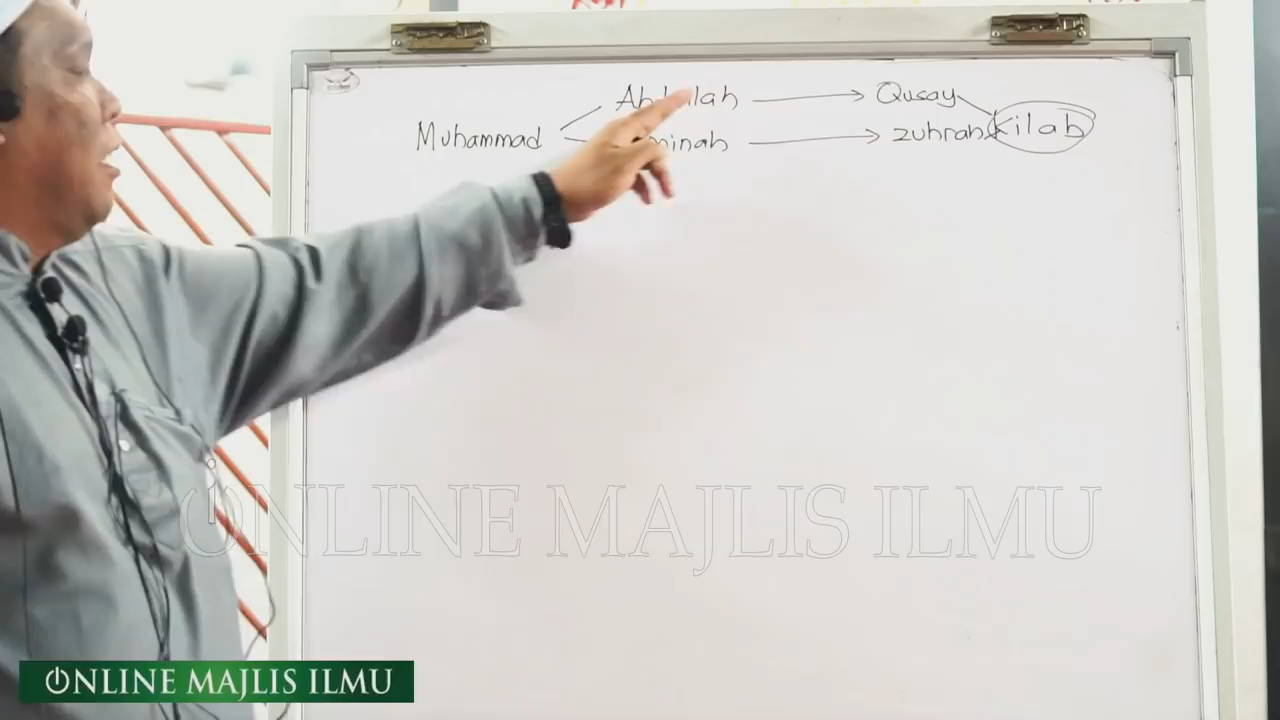 Abdullah → Qusay
Muhammad Aminah → zuhrah Kilab
ONLINE MAJLIS ILMU
ONLINE MAJLIS ILMU